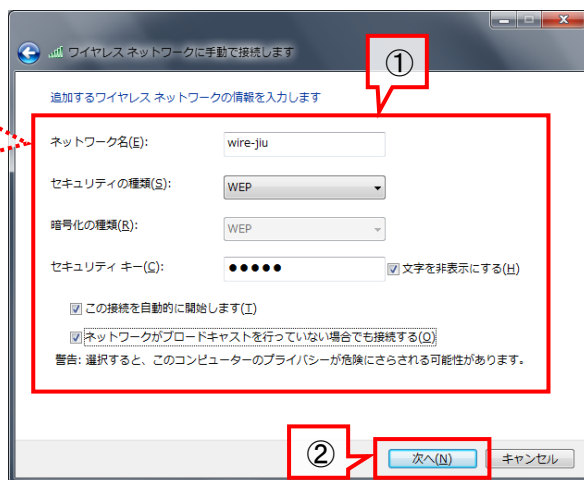 ワイヤレス ネットワークに手動で接続します
①
追加するワイヤレス ネットワークの情報を入力します
ネットワーク名(E): wire-jiu
セキュリティの種類(S): WEP
暗号化の種類(R): WEP
セキュリティ キー(C): ●●●●● 文字を非表示にする(H)
この接続を自動的に開始します(T)
ネットワークがブロードキャストを行っていない場合でも接続する(O)
警告: 選択すると、このコンピューターのプライバシーが危険にさらされる可能性があります。
② 次へ(N) キャンセル